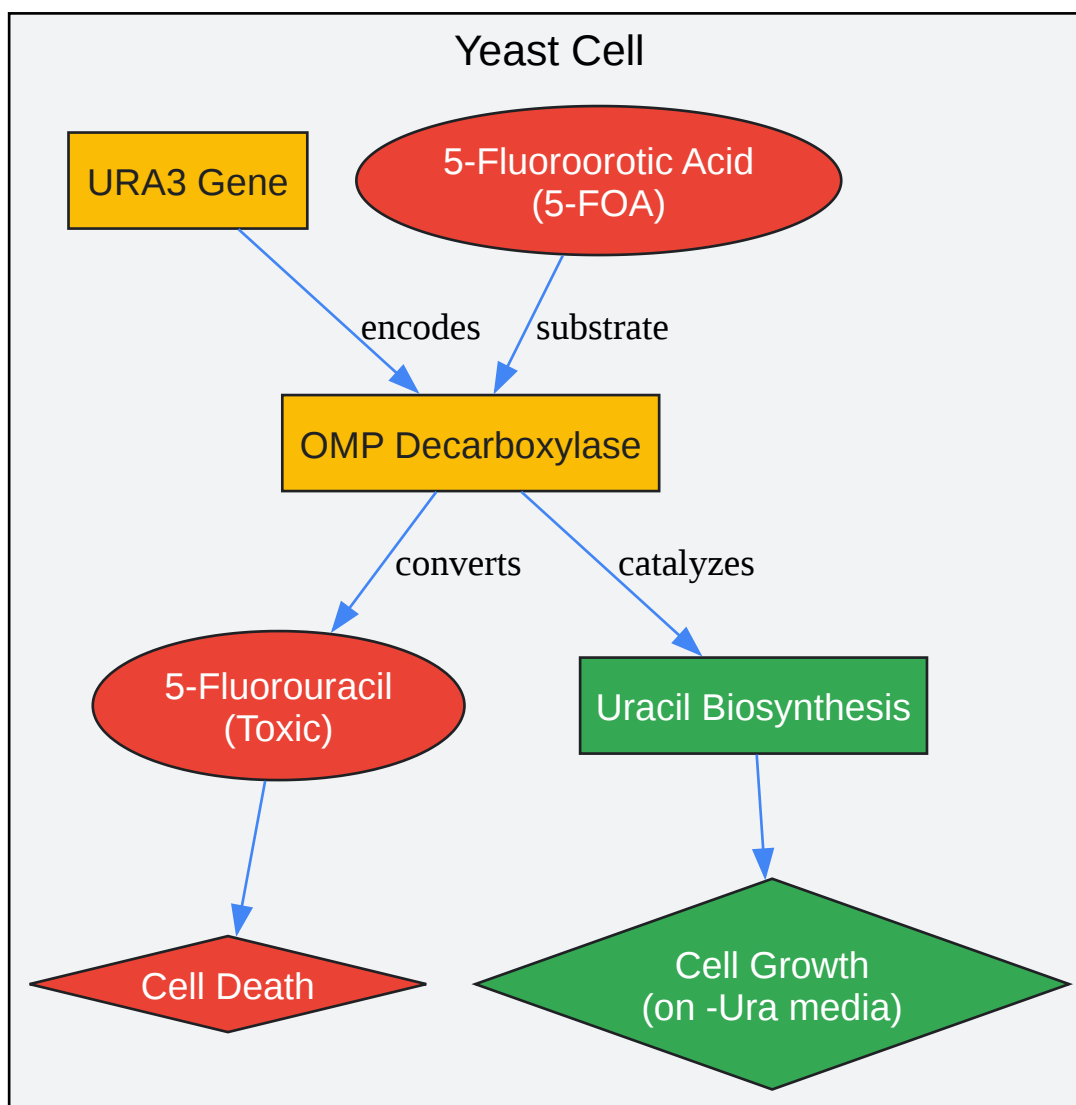 Yeast Cell
URA3 Gene
5-Fluoroorotic Acid
(5-FOA)
encodes
substrate
OMP Decarboxylase
converts
catalyzes
5-Fluorouracil
(Toxic)
Uracil Biosynthesis
Cell Death
Cell Growth
(on -Ura media)